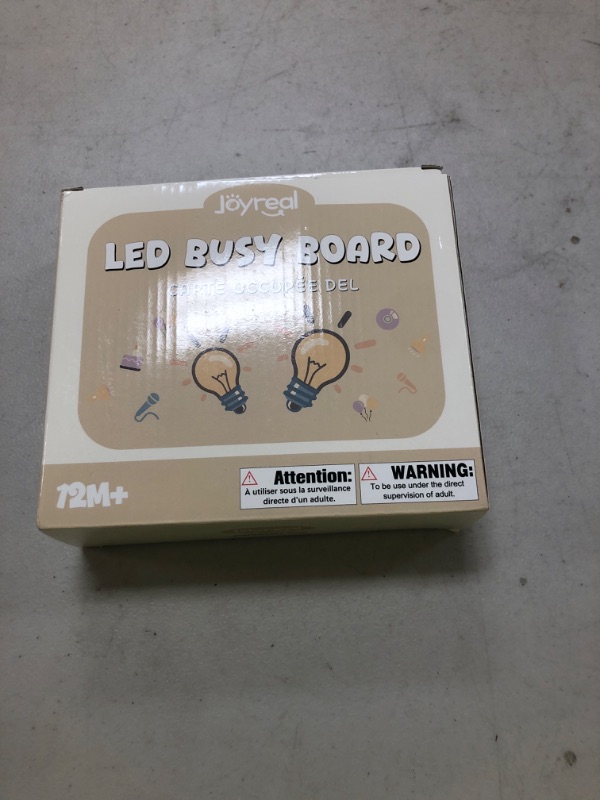 Joyreal
LED BUSY BOARD
CARTE OSCUPÉE DEL
12M+
Attention:
À utiliser sous la surveillance
directe d'un adulte.
WARNING:
To be use under the direct
supervision of adult.